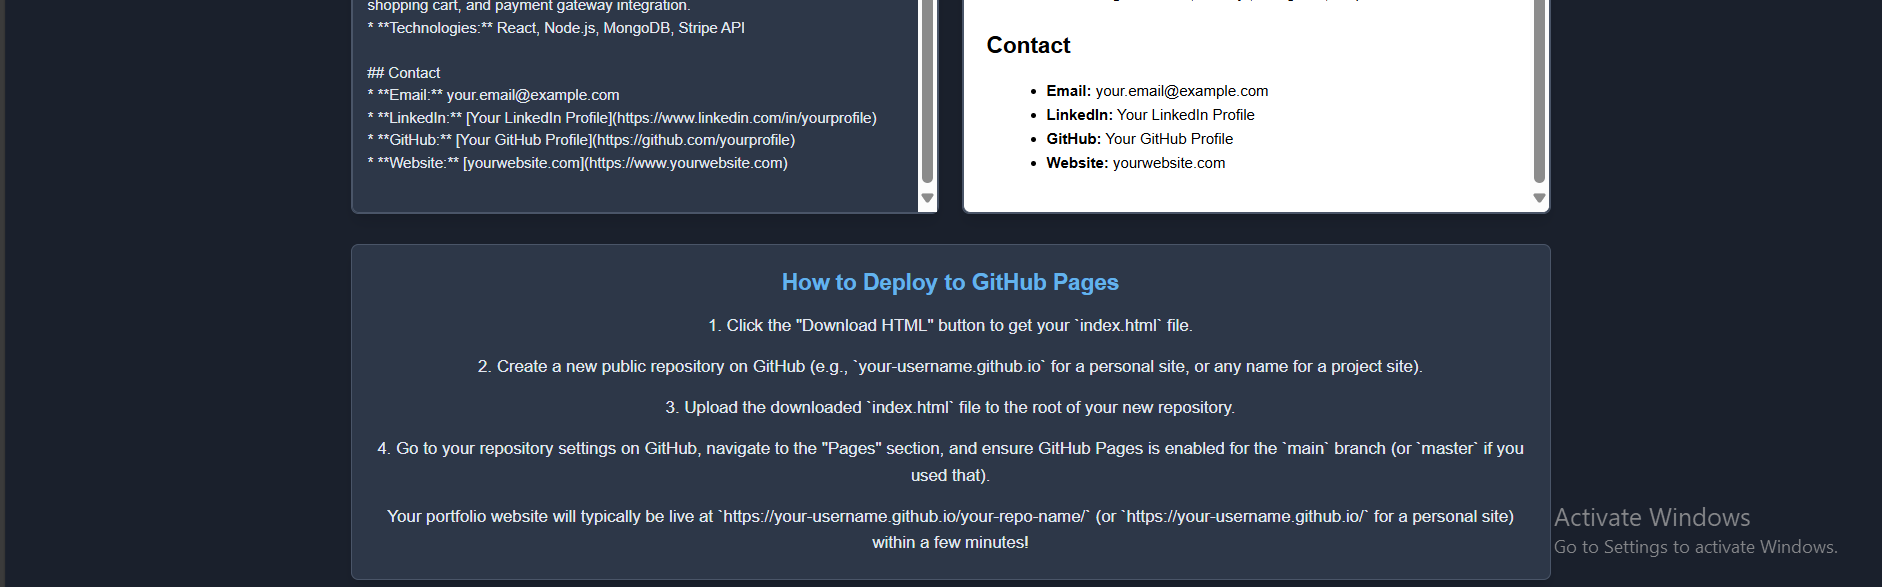 shopping cart, and payment gateway integration.
* **Technologies:** React, Node.js, MongoDB, Stripe API
## Contact
* **Email:** your.email@example.com
* **LinkedIn:** [Your LinkedIn Profile](https://www.linkedin.com/in/yourprofile)
* **GitHub:** [Your GitHub Profile](https://github.com/yourprofile)
* **Website:** [yourwebsite.com](https://www.yourwebsite.com)
Contact
• Email: your.email@example.com
• LinkedIn: Your LinkedIn Profile
• GitHub: Your GitHub Profile
• Website: yourwebsite.com
How to Deploy to GitHub Pages
1. Click the "Download HTML" button to get your `index.html` file.
2. Create a new public repository on GitHub (e.g., `your-username.github.io` for a personal site, or any name for a project site).
3. Upload the downloaded `index.html` file to the root of your new repository.
4. Go to your repository settings on GitHub, navigate to the "Pages" section, and ensure GitHub Pages is enabled for the `main` branch (or `master` if you
used that).
Your portfolio website will typically be live at `https://your-username.github.io/your-repo-name/` (or `https://your-username.github.io/` for a personal site)
within a few minutes!
Activate Windows
Go to Settings to activate Windows.